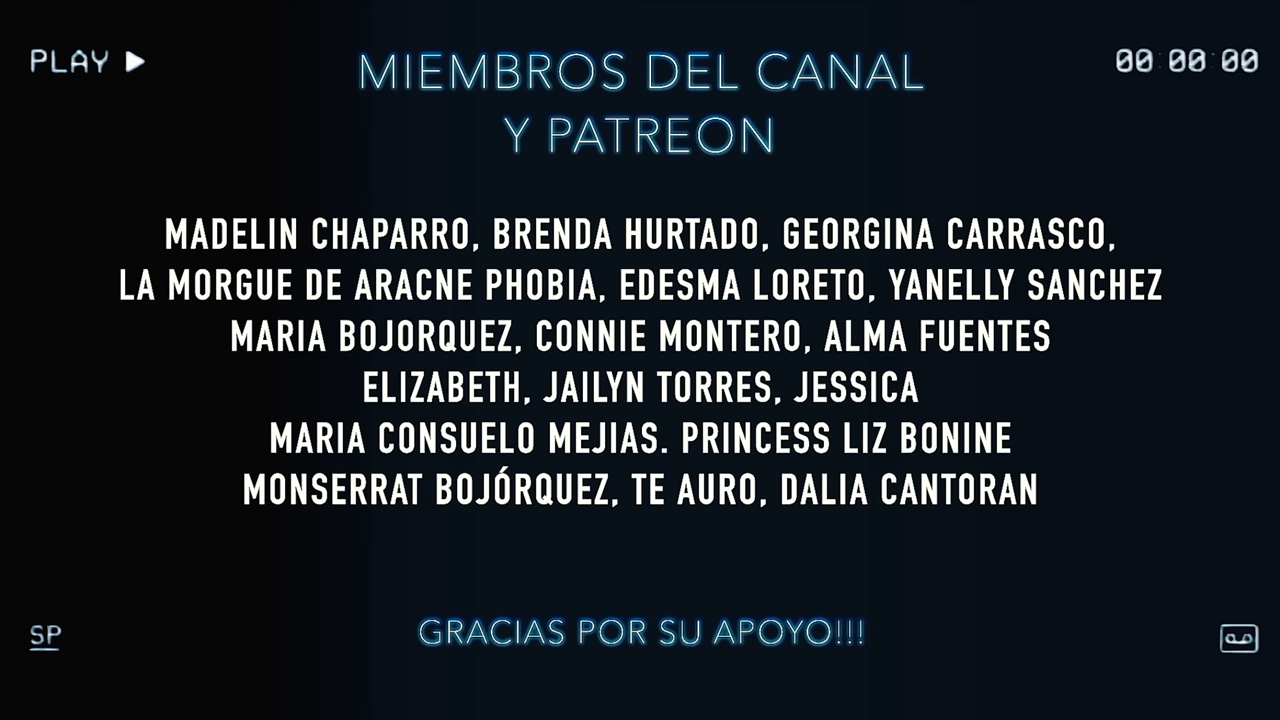 PLAY
00:00:00
MIEMBROS DEL CANAL
Y PATREON
MADELIN CHAPARRO, BRENDA HURTADO, GEORGINA CARRASCO,
LA MORGUE DE ARACNE PHOBIA, EDESMA LORETO, YANELLY SANCHEZ
MARIA BOJORQUEZ, CONNIE MONTERO, ALMA FUENTES
ELIZABETH, JAILYN TORRES, JESSICA
MARIA CONSUELO MEJIAS. PRINCESS LIZ BONINE
MONSERRAT BOJÓRQUEZ, TE AURO, DALIA CANTORAN
GRACIAS POR SU APOYO!!!
SP